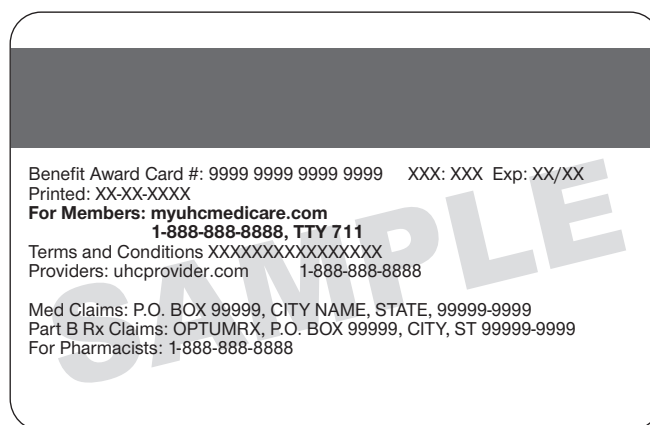 Benefit Award Card #: 9999 9999 9999 9999 XXX: XXX Exp: XX/XX
Printed: XX-XX-XXXX
For Members: myuhcmedicare.com
1-888-888-8888, TTY 711
Terms and Conditions XXXXXXXXXXXXXXXX
Providers: uhcprovider.com 1-888-888-8888
Med Claims: P.O. BOX 99999, CITY NAME, STATE, 99999-9999
Part B Rx Claims: OPTUMRX, P.O. BOX 99999, CITY, ST 99999-9999
For Pharmacists: 1-888-888-8888
SAMPLE